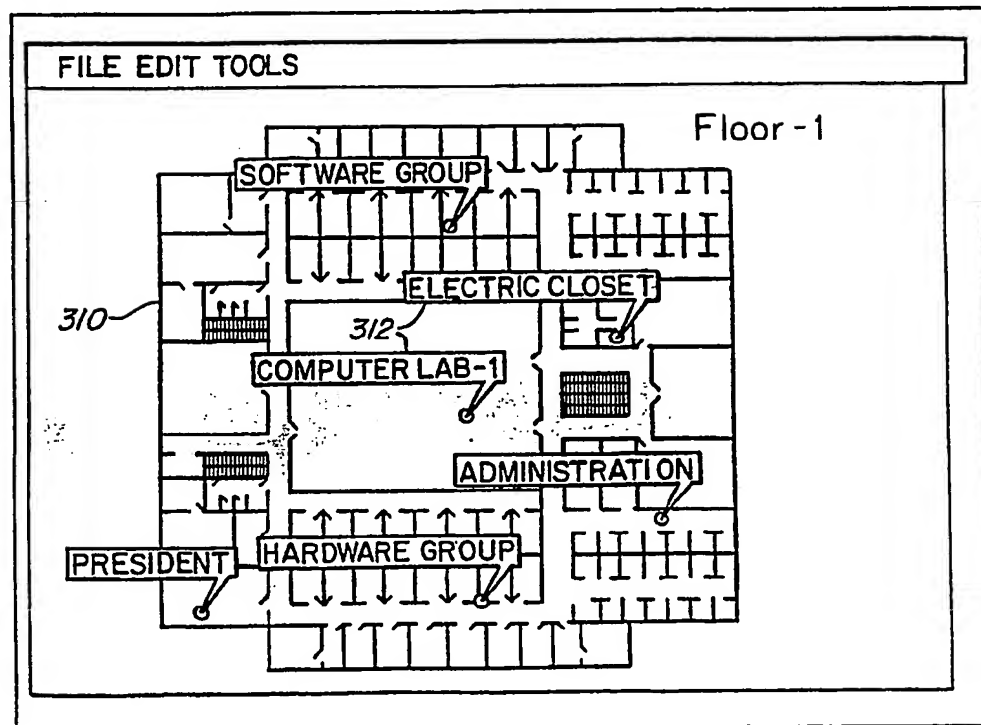 FILE EDIT TOOLS
Floor-1
SOFTWARE GROUP
ELECTRIC CLOSET
310
312
COMPUTER LAB-1
ADMINISTRATION
HARDWARE GROUP
PRESIDENT